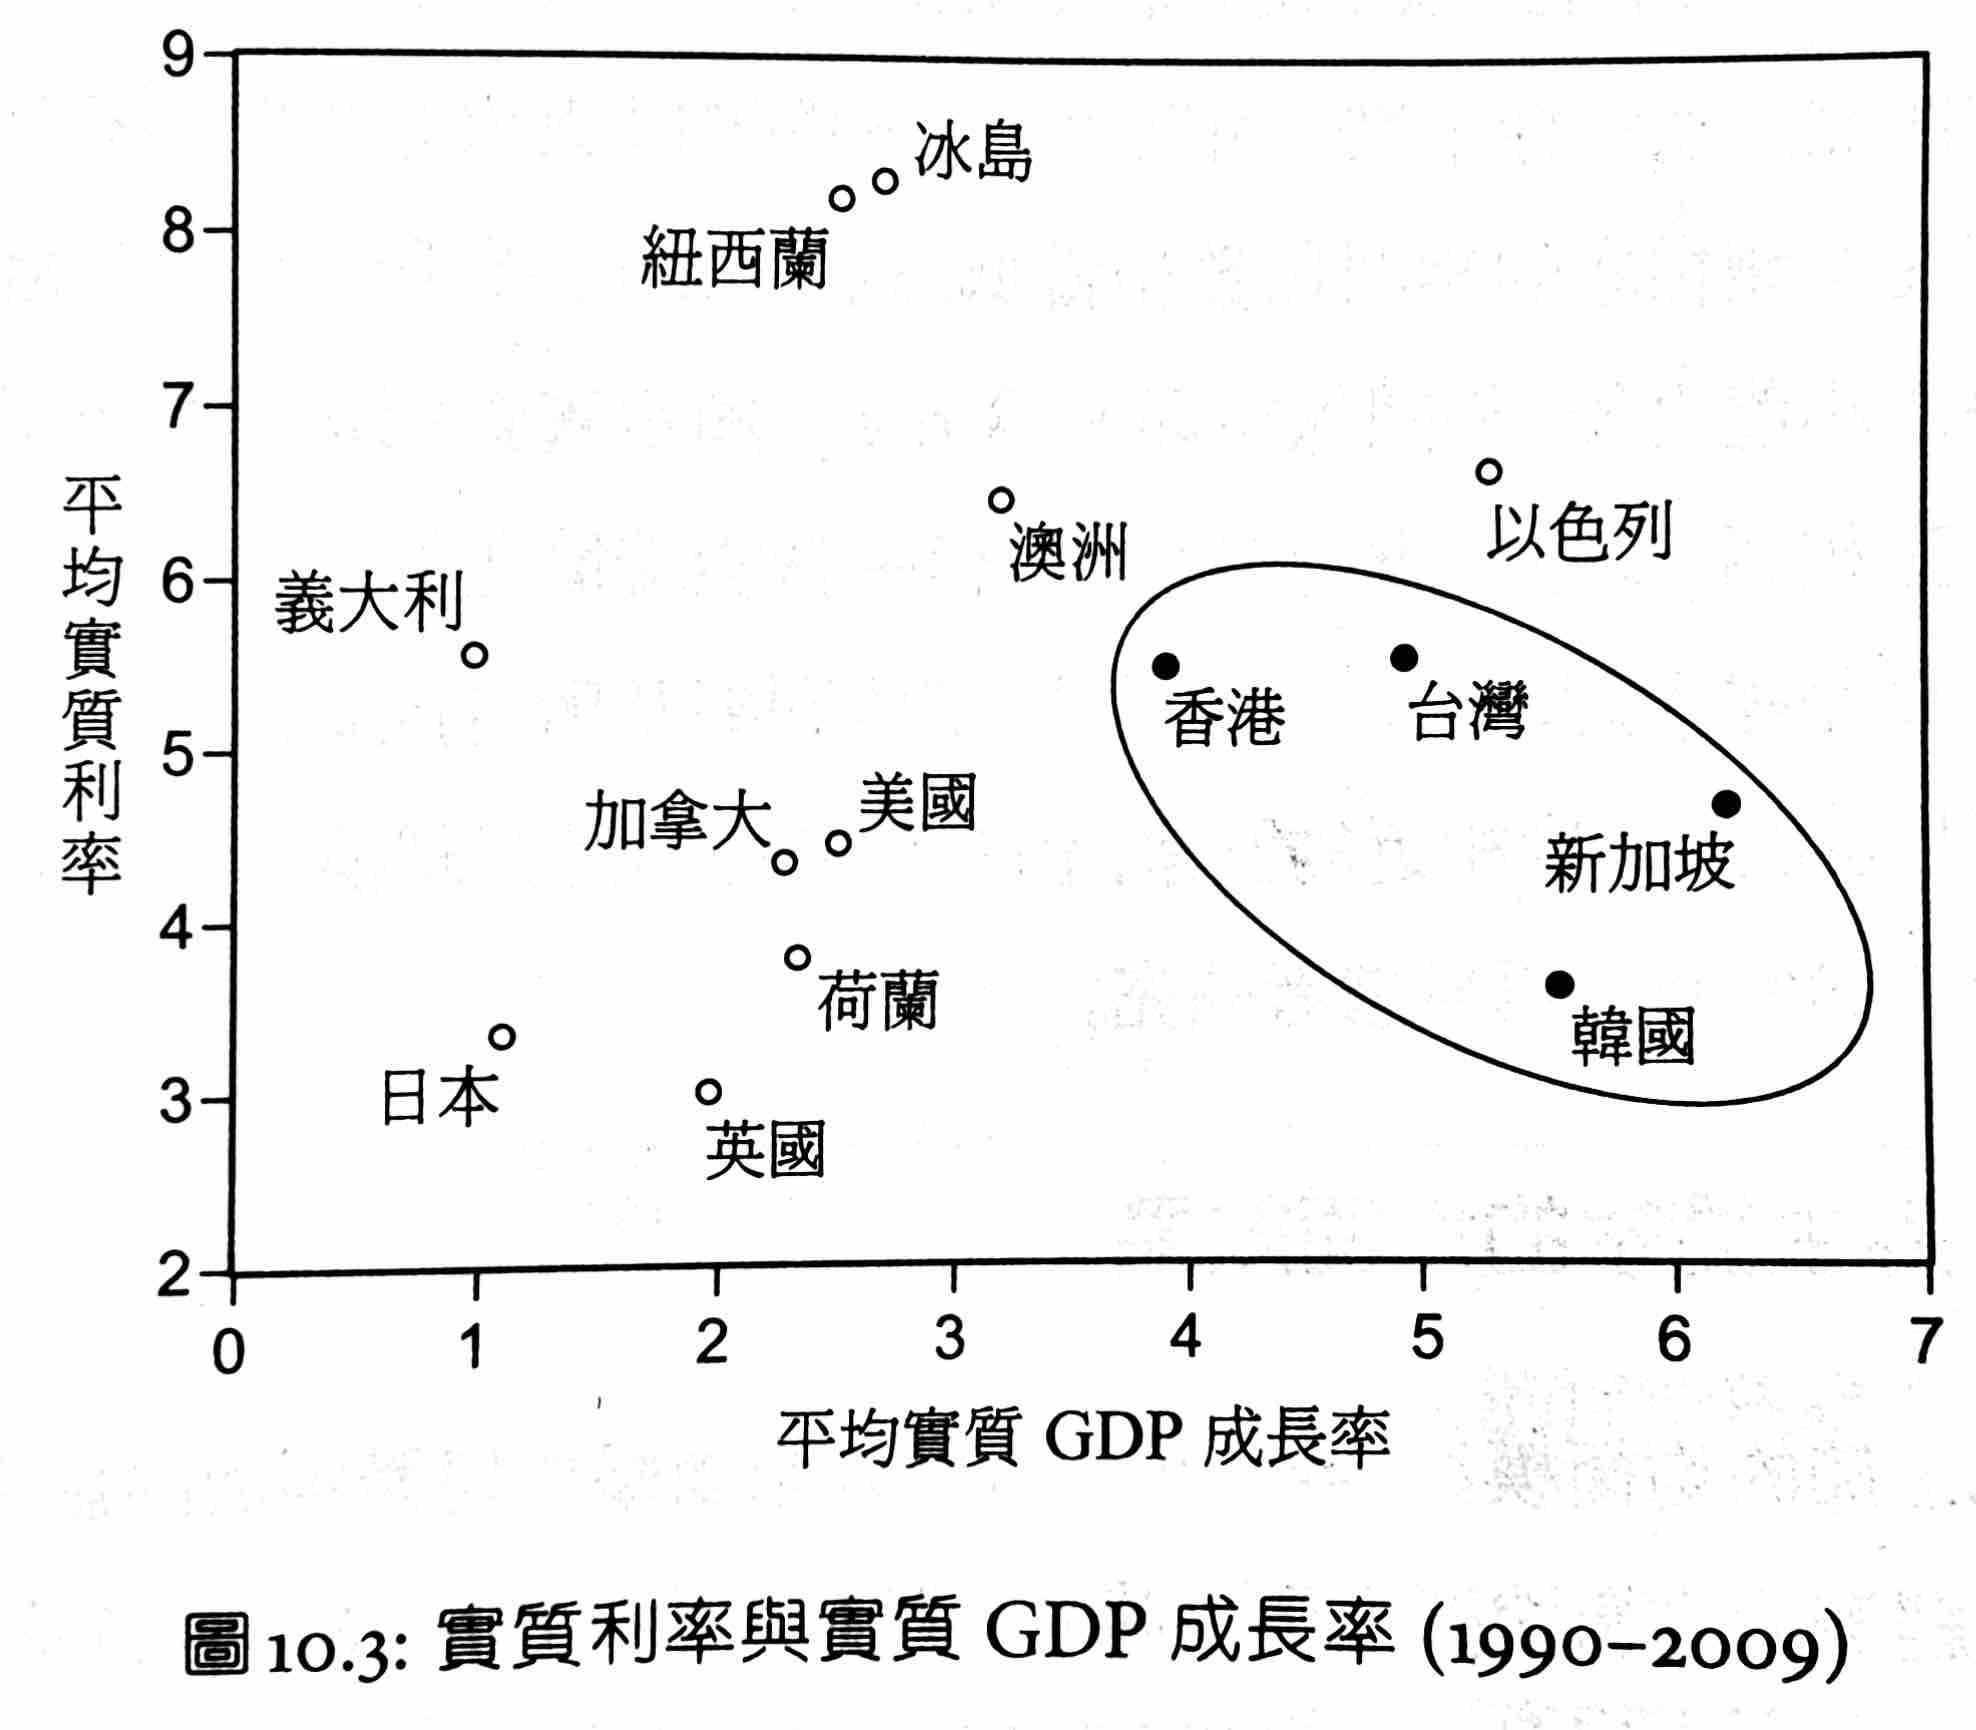 9
冰島
8
紐西蘭
7
以色列
澳洲
平均實質利率
6
義大利
香港
台灣
5
美國
加拿大
新加坡
4
荷蘭
韓國
3
日本
英國
2
0 1 2 3 4 5 6 7
平均實質 GDP 成長率
圖 10.3: 實質利率與實質 GDP 成長率 (1990–2009)